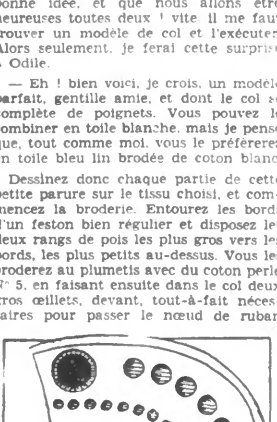 bonne idée, et que nous allons être
heureuses toutes deux ! vite il me faut
trouver un modèle de col et l'exécuter
Alors seulement, je ferai cette surprise
à Odile.
— Eh ! bien voici, je crois, un modèle
parfait, gentille amie, et dont le col se
complète de poignets. Vous pouvez le
combiner en toile blanche, mais je pense
que, tout comme moi, vous le préférerez
en toile bleu lin brodée de coton blanc
Dessinez donc chaque partie de cette
petite parure sur le tissu choisi, et com-
mencez la broderie. Entourez les bords
d'un feston bien régulier et disposez les
deux rangs de pois les plus gros vers les
bords, les plus petits au-dessus. Vous les
broderez au plumetis avec du coton perlé
N° 5, en faisant ensuite dans le col deux
gros œillets, devant, tout-à-fait néces-
saires pour passer le nœud de ruban